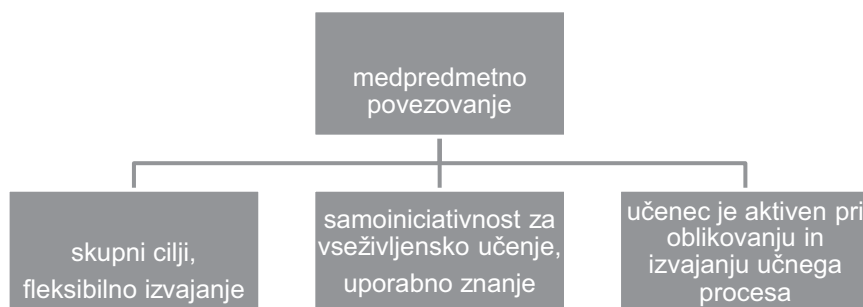 medpredmetno
povezovanje
skupni cilji,
fleksibilno izvajanje
samoiniciativnost za
vseživljensko učenje,
uporabno znanje
učenec je aktiven pri
oblikovanju in
izvajanju učnega
procesa